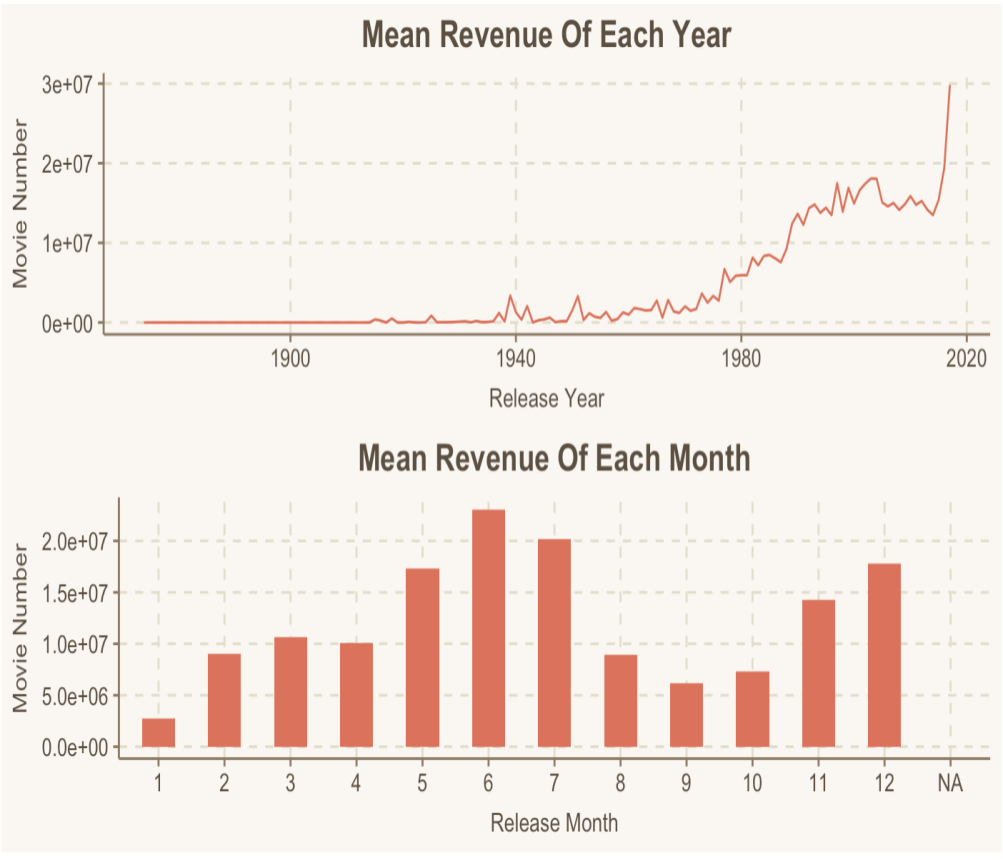 Mean Revenue Of Each Year
Movie Number
3e+07
2e+07
1e+07
0e+00
1900 1940 1980 2020
Release Year
Mean Revenue Of Each Month
Movie Number
2.0e+07
1.5e+07
1.0e+07
5.0e+06
0.0e+00
1 2 3 4 5 6 7 8 9 10 11 12 NA
Release Month